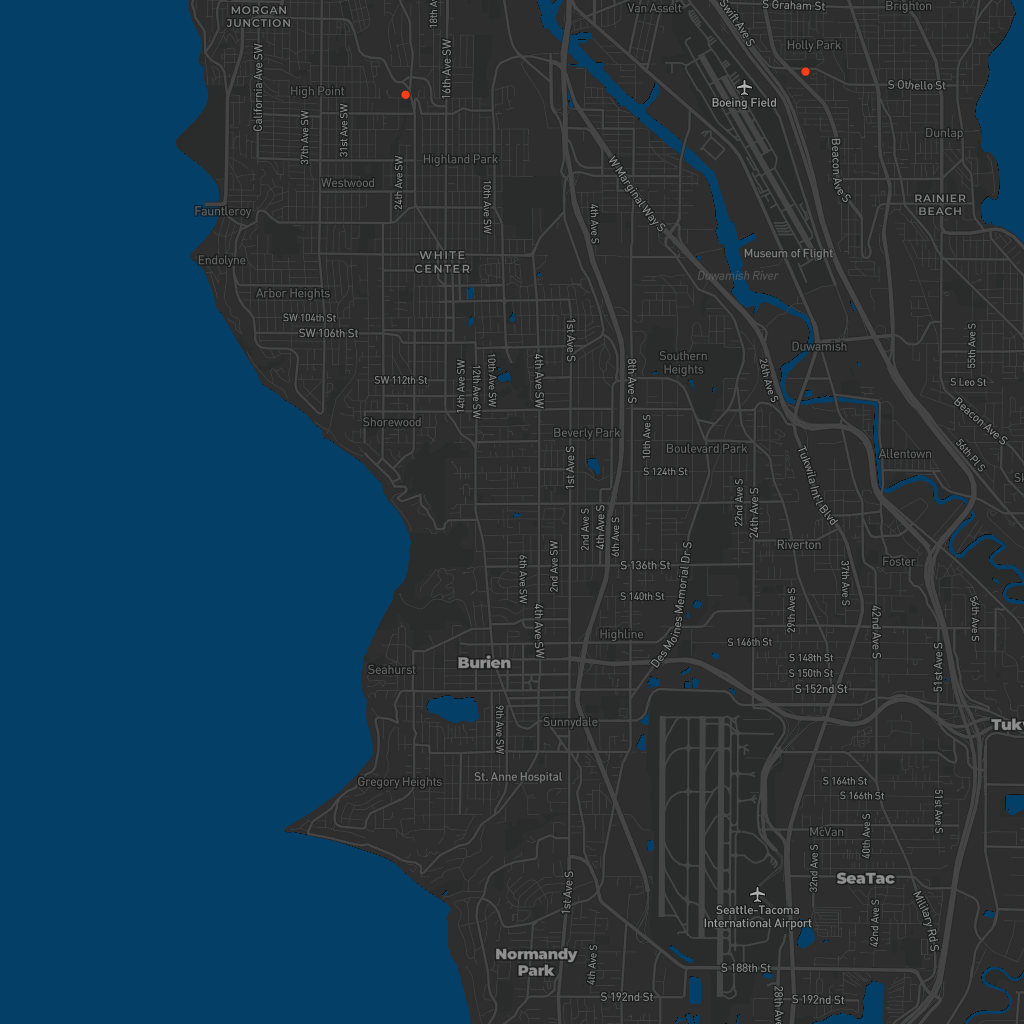 MORGAN
JUNCTION
18th A
Van Asselt
Swift Ave S
S Graham St
Brighton
California Ave SW
16th Ave SW
Holly Park
High Point
S Othello St
Boeing Field
37th Ave SW
31st Ave SW
Dunlap
Highland Park
24th Ave SW
W Marginal Way S
Beacon Ave S
Westwood
10th Ave SW
4th Ave S
RAINIER
BEACH
Fauntleroy
Museum of Flight
WHITE
CENTER
Endolyne
Duwamish River
Arbor Heights
SW 104th St
SW 106th St
1st Ave S
Duwamish
55th Ave S
Southern
Heights
8th Ave S
26th Ave S
SW 112th St
14th Ave SW
12th Ave SW
10th Ave SW
4th Ave SW
S Leo St
Beacon Ave S
Shorewood
Beverly Park
10th Ave S
Boulevard Park
56th Pl S
Allentown
1st Ave S
S 124th St
Tukwila Int'l Blvd
Sk
22nd Ave S
24th Ave S
2nd Ave S
4th Ave S
6th Ave S
Riverton
6th Ave SW
2nd Ave SW
S 136th St
Des Moines Memorial Dr S
Foster
37th Ave S
S 140th St
29th Ave S
42nd Ave S
56th Ave S
4th Ave SW
Highline
S 146th St
Burien
S 148th St
51st Ave S
Seahurst
S 150th St
S 152nd St
9th Ave SW
Sunnydale
Tukw
Gregory Heights
St. Anne Hospital
S 164th St
S 166th St
51st Ave S
McVan
40th Ave S
32nd Ave S
SeaTac
1st Ave S
Seattle-Tacoma
International Airport
42nd Ave S
Military Rd S
Normandy
Park
4th Ave S
S 188th St
S 192nd St
28th Ave
S 192nd St